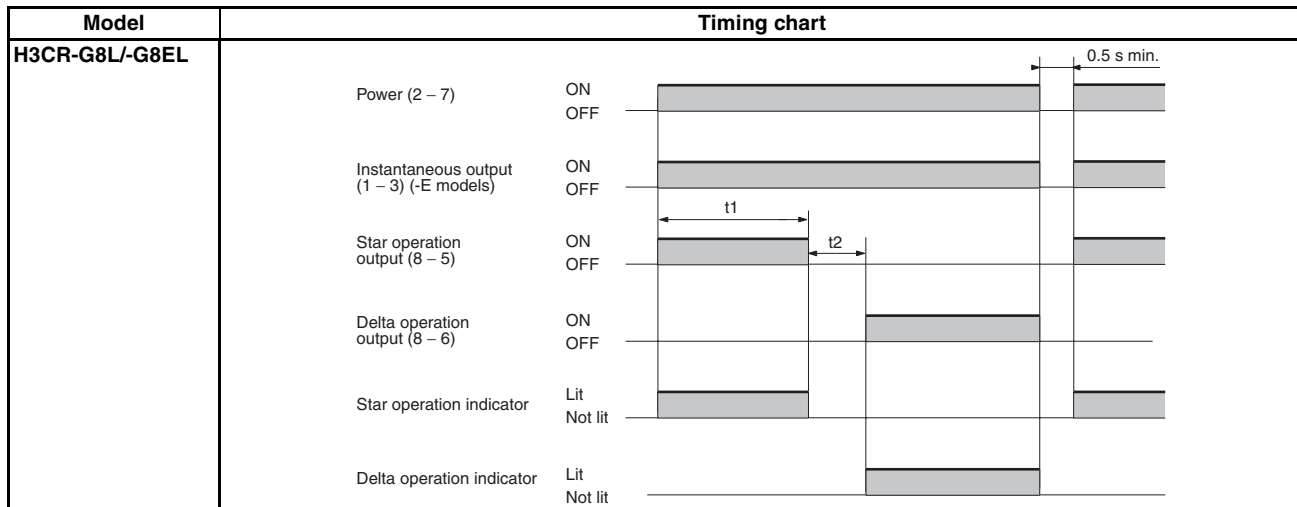 Model
Timing chart
H3CR-G8L/-G8EL
0.5 s min.
Power (2 – 7)
ON
OFF
Instantaneous output
(1 – 3) (-E models)
ON
OFF
t1
Star operation
output (8 – 5)
ON
OFF
t2
Delta operation
output (8 – 6)
ON
OFF
Star operation indicator
Lit
Not lit
Delta operation indicator
Lit
Not lit